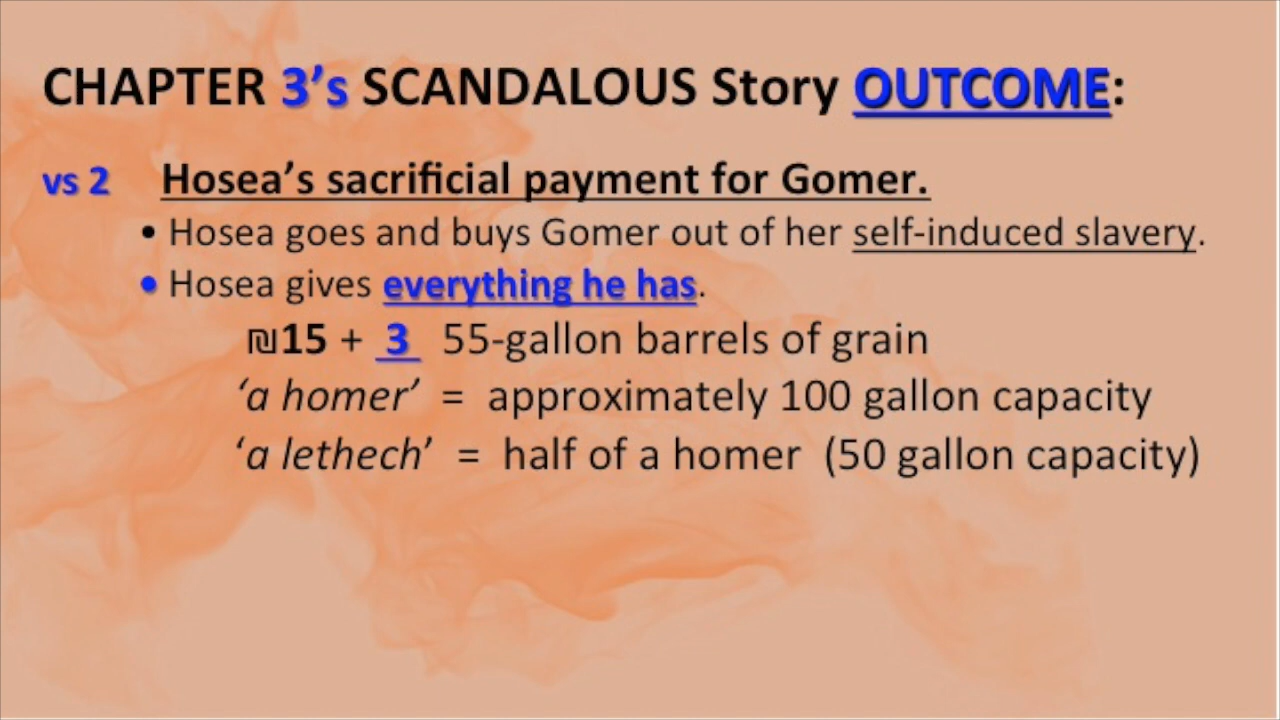 CHAPTER 3’s SCANDALOUS Story OUTCOME:
vs 2 Hosea’s sacrificial payment for Gomer.
• Hosea goes and buys Gomer out of her self-induced slavery.
• Hosea gives everything he has.
₪15 + 3 55-gallon barrels of grain
‘a homer’ = approximately 100 gallon capacity
‘a lethech’ = half of a homer (50 gallon capacity)